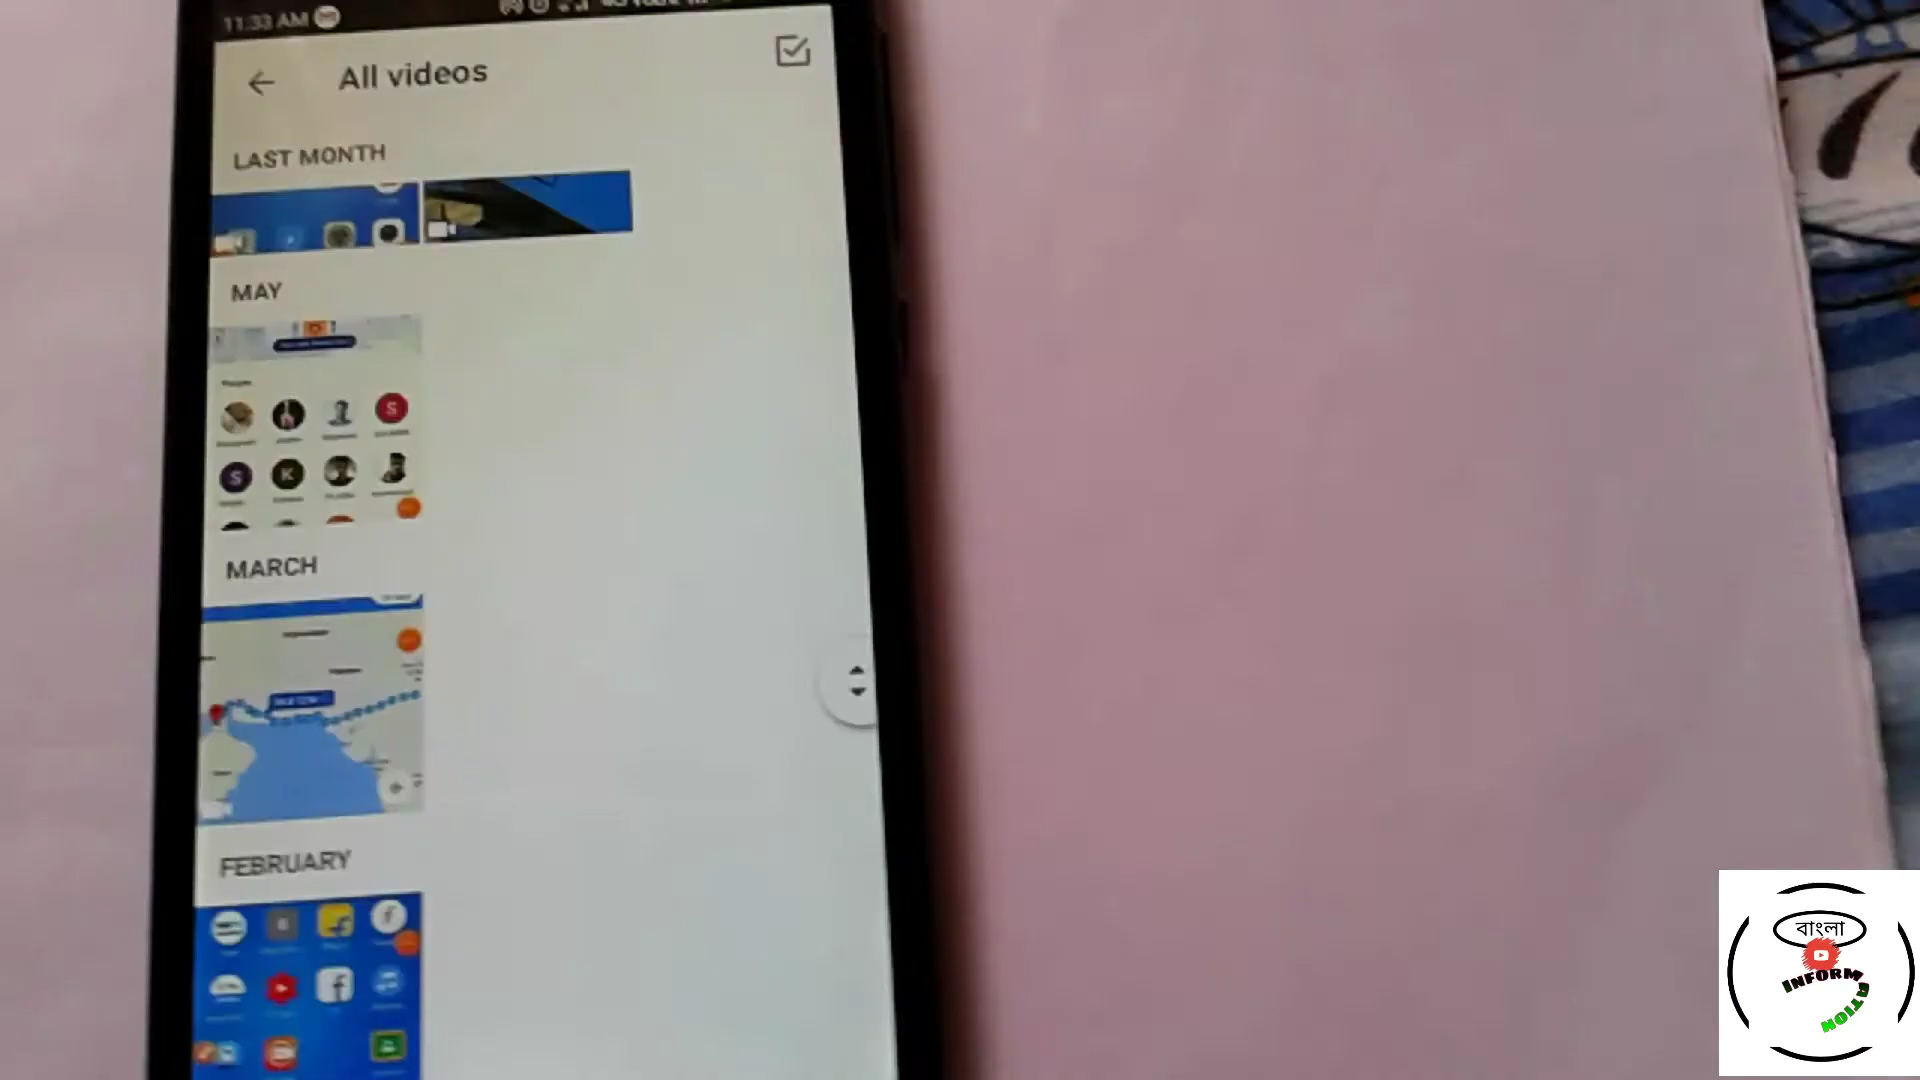 11:33 AM
All videos
LAST MONTH
MAY
S
S
K
MARCH
FEBRUARY
বাংলা
INFORMATION